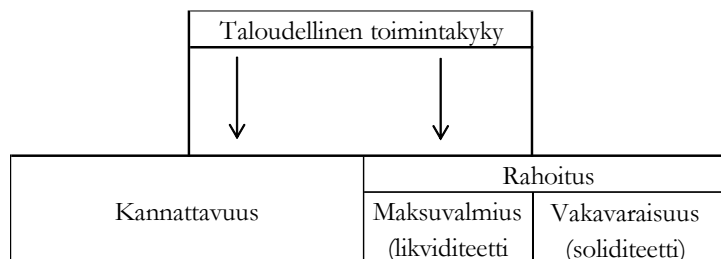 Taloudellinen toimintakyky
Rahoitus
Kannattavuus
Maksuvalmius
(likviditeetti
Vakavaraisuus
(soliditeetti)